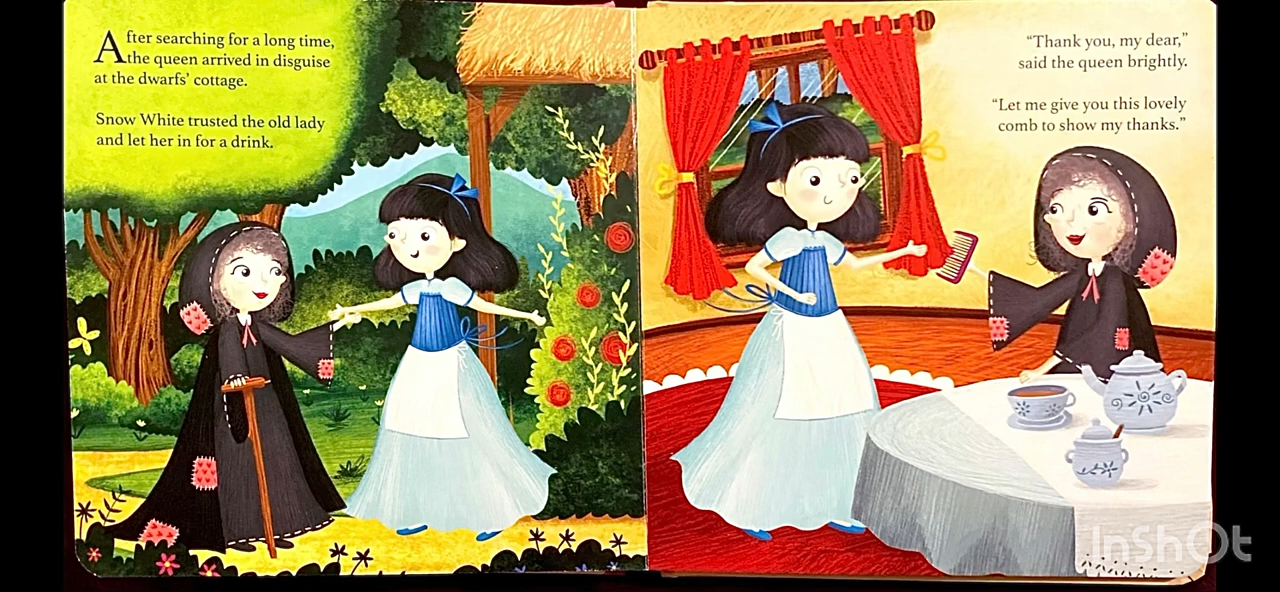 After searching for a long time,
the queen arrived in disguise
at the dwarfs’ cottage.
Snow White trusted the old lady
and let her in for a drink.
“Thank you, my dear,”
said the queen brightly.
“Let me give you this lovely
comb to show my thanks.”
InShOt